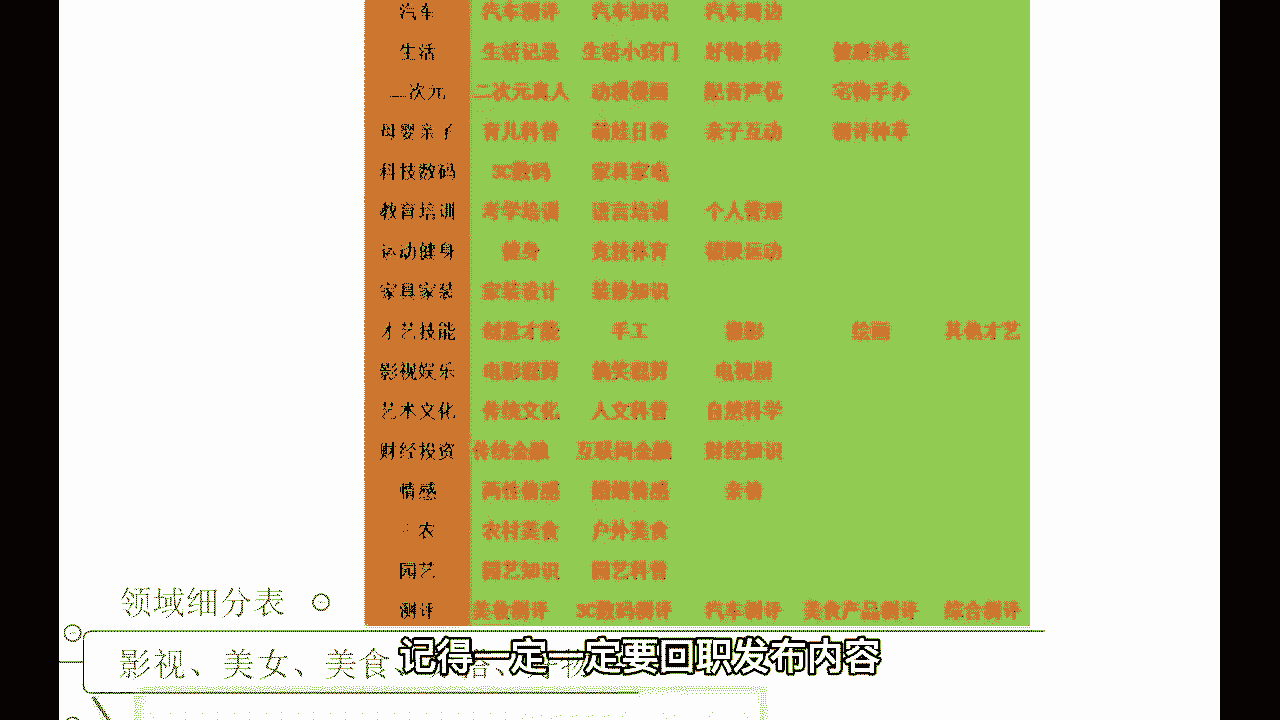 汽车 汽车测评 汽车知识 汽车周边
生活 生活记录 生活小窍门 好物推荐 健康养生
二次元 二次元真人 动漫漫画 配音声优 宅物手办
母婴亲子 育儿科普 萌娃日常 亲子互动 测评种草
科技数码 3C数码 家具家电
教育培训 考学培训 语言培训 个人管理
运动健身 健身 竞技体育 极限运动
家具家装 家装设计 装修知识
才艺技能 创意才能 手工 摄影 绘画 其他才艺
影视娱乐 电影混剪 搞笑混剪 电视剧
艺术文化 传统文化 人文科普 自然科学
财经投资 传统金融 互联网金融 财经知识
情感 两性情感 婚姻情感 亲情
三农 农村美食 户外美食
园艺 园艺知识 园艺科普
测评 美妆测评 3C数码测评 汽车测评 美食产品测评 综合测评
领域细分表
影视、美女、美食、
记得一定一定要回职发布内容